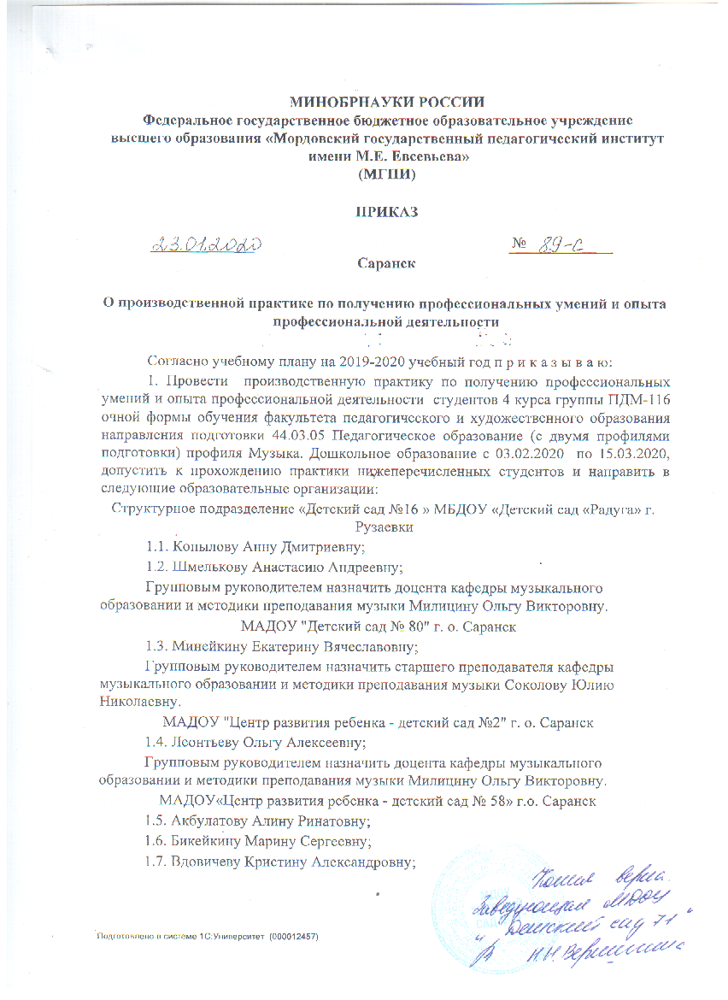 МИНОБРНАУКИ РОССИИ
Федеральное государственное бюджетное образовательное учреждение
высшего образования «Мордовский государственный педагогический институт
имени М.Е. Евсевьева»
(МГПИ)
ПРИКАЗ
23.01.2020 № 89-с
Саранск
О производственной практике по получению профессиональных умений и опыта
профессиональной деятельности
Согласно учебному плану на 2019-2020 учебный год п р и к а з ы в а ю:
1. Провести производственную практику по получению профессиональных
умений и опыта профессиональной деятельности студентов 4 курса группы ПДМ-116
очной формы обучения факультета педагогического и художественного образования
направления подготовки 44.03.05 Педагогическое образование (с двумя профилями
подготовки) профиля Музыка. Дошкольное образование с 03.02.2020 по 15.03.2020,
допустить к прохождению практики нижеперечисленных студентов и направить в
следующие образовательные организации:
Структурное подразделение «Детский сад №16 » МБДОУ «Детский сад «Радуга» г.
Рузаевки
1.1. Копылову Анну Дмитриевну;
1.2. Шмелькову Анастасию Андреевну;
Групповым руководителем назначить доцента кафедры музыкального
образовании и методики преподавания музыки Милицину Ольгу Викторовну.
МАДОУ "Детский сад № 80" г. о. Саранск
1.3. Минейкину Екатерину Вячеславовну;
Групповым руководителем назначить старшего преподавателя кафедры
музыкального образовании и методики преподавания музыки Соколову Юлию
Николаевну.
МАДОУ "Центр развития ребенка - детский сад №2" г. о. Саранск
1.4. Леонтьеву Ольгу Алексеевну;
Групповым руководителем назначить доцента кафедры музыкального
образовании и методики преподавания музыки Милицину Ольгу Викторовну.
МАДОУ«Центр развития ребенка - детский сад № 58» г.о. Саранск
1.5. Акбулатову Алину Ринатовну;
1.6. Бикейкину Марину Сергеевну;
1.7. Вдовичеву Кристину Александровну;
Копия верна.
Заведующая МДОУ
"Детский сад 71"
Н.Н.Вершинина
Подготовлено в системе 1С:Университет (000012457)